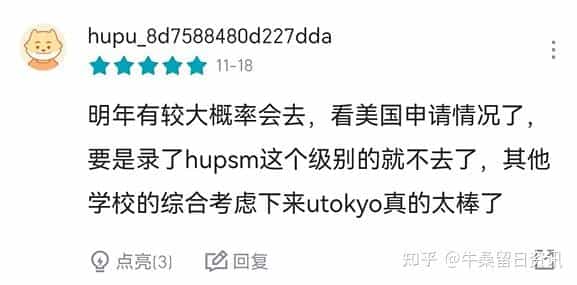 hupu_8d7588480d227dda
11-18
明年有较大概率会去，看美国申请情况了，
要是录了hupsm这个级别的就不去了，其他
学校的综合考虑下来utokyo真的太棒了
点亮(3) 回复
知乎 @牛桑留日资讯